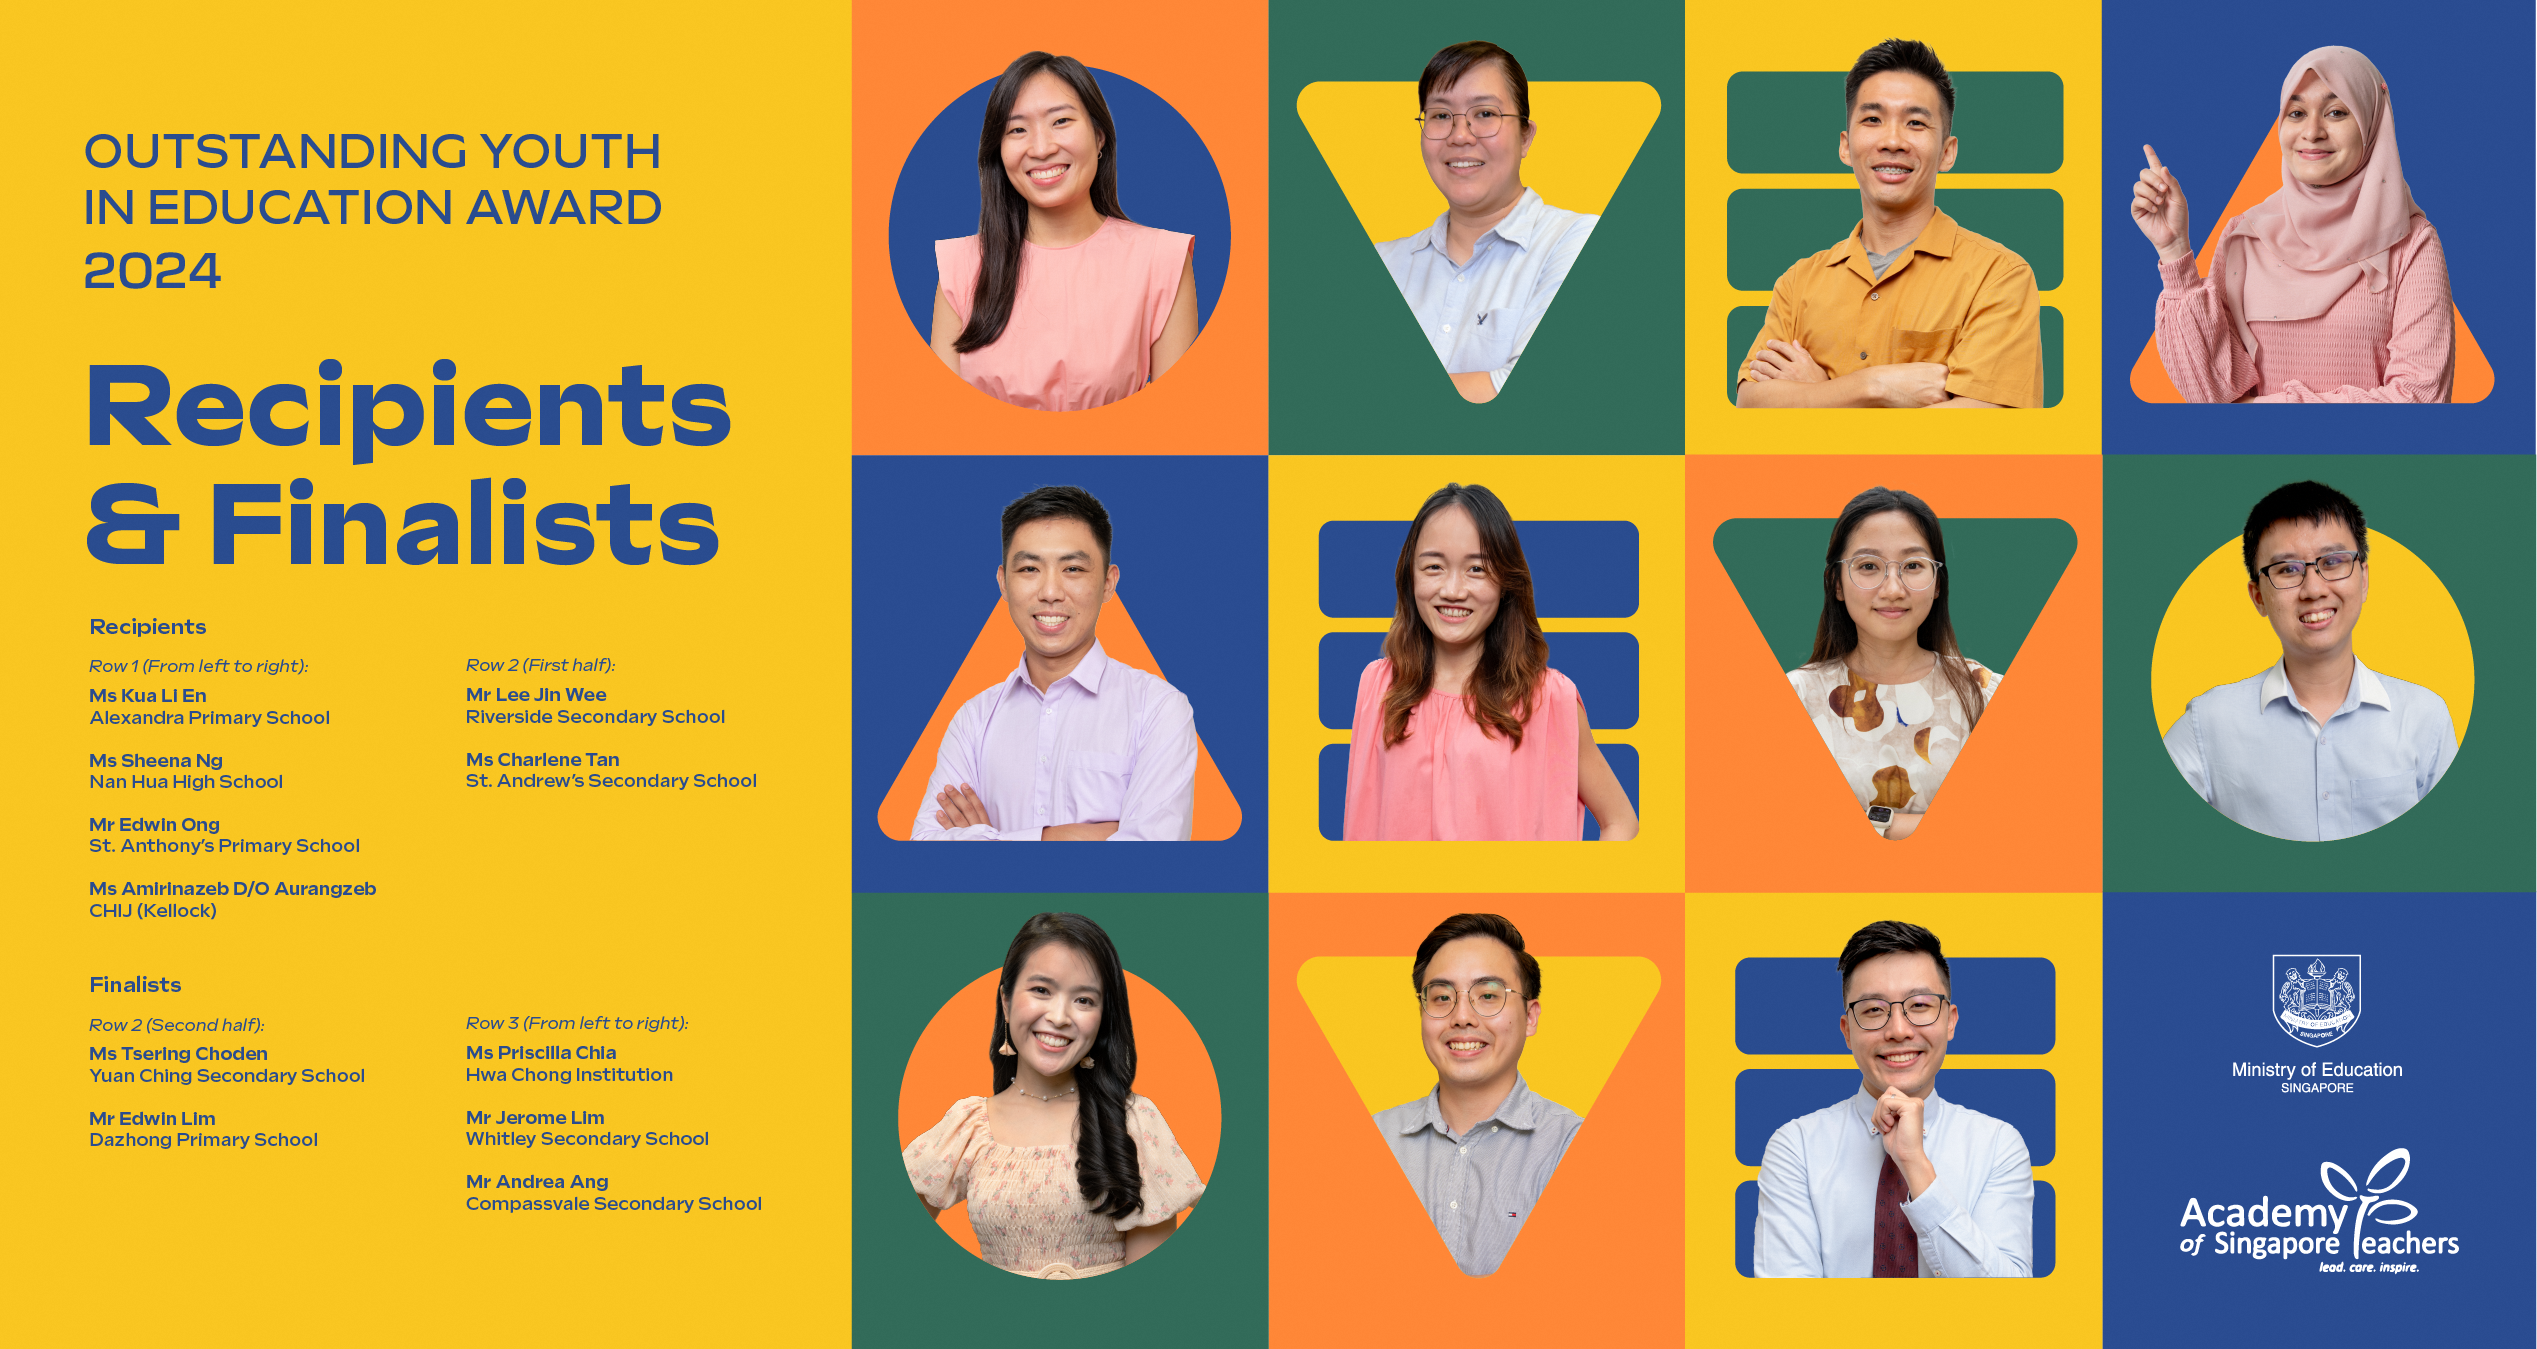 OUTSTANDING YOUTH
IN EDUCATION AWARD
2024
Recipients
& Finalists
Recipients
Row 1 (From left to right):
Ms Kua Li En
Alexandra Primary School
Ms Sheena Ng
Nan Hua High School
Mr Edwin Ong
St. Anthony's Primary School
Ms Amirinazeb D/O Aurangzeb
CHIJ (Kellock)
Row 2 (First half):
Mr Lee Jin Wee
Riverside Secondary School
Ms Charlene Tan
St. Andrew's Secondary School
Finalists
Row 2 (Second half):
Ms Tsering Choden
Yuan Ching Secondary School
Mr Edwin Lim
Dazhong Primary School
Row 3 (From left to right):
Ms Priscilla Chia
Hwa Chong Institution
Mr Jerome Lim
Whitley Secondary School
Mr Andrea Ang
Compassvale Secondary School
MINISTRY OF EDUCATION
SINGAPORE
Ministry of Education
SINGAPORE
Academy
of Singapore Teachers
lead. care. inspire.